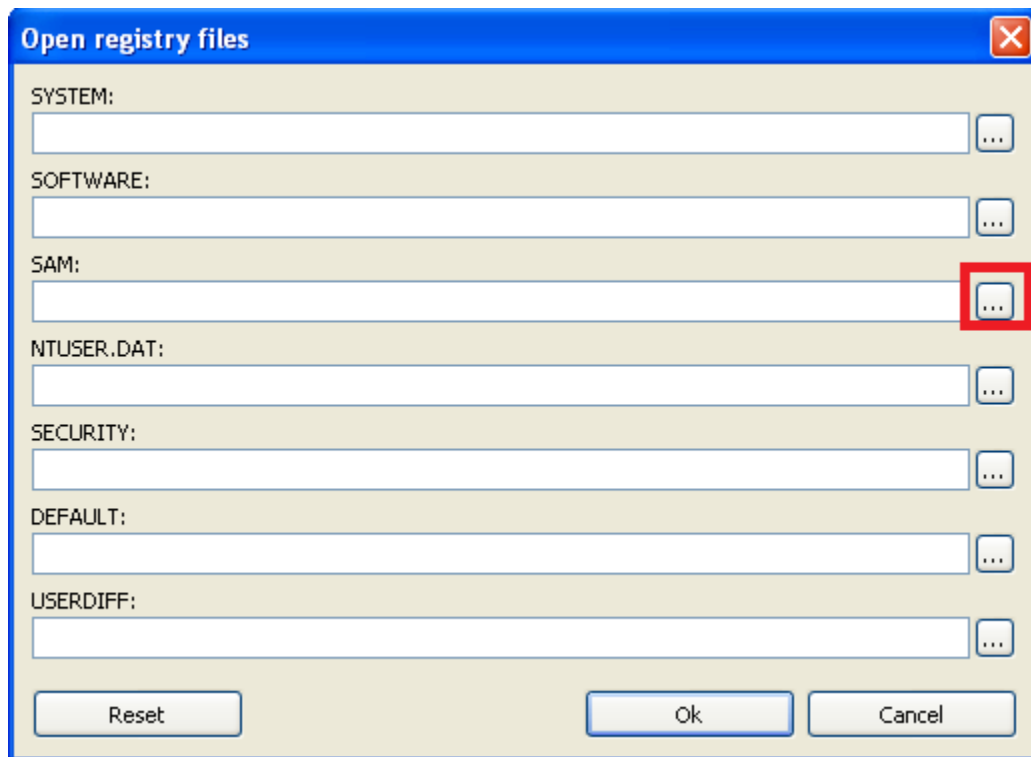 Open registry files
SYSTEM:
...
SOFTWARE:
...
SAM:
...
NTUSER.DAT:
...
SECURITY:
...
DEFAULT:
...
USERDIFF:
...
Reset Ok Cancel